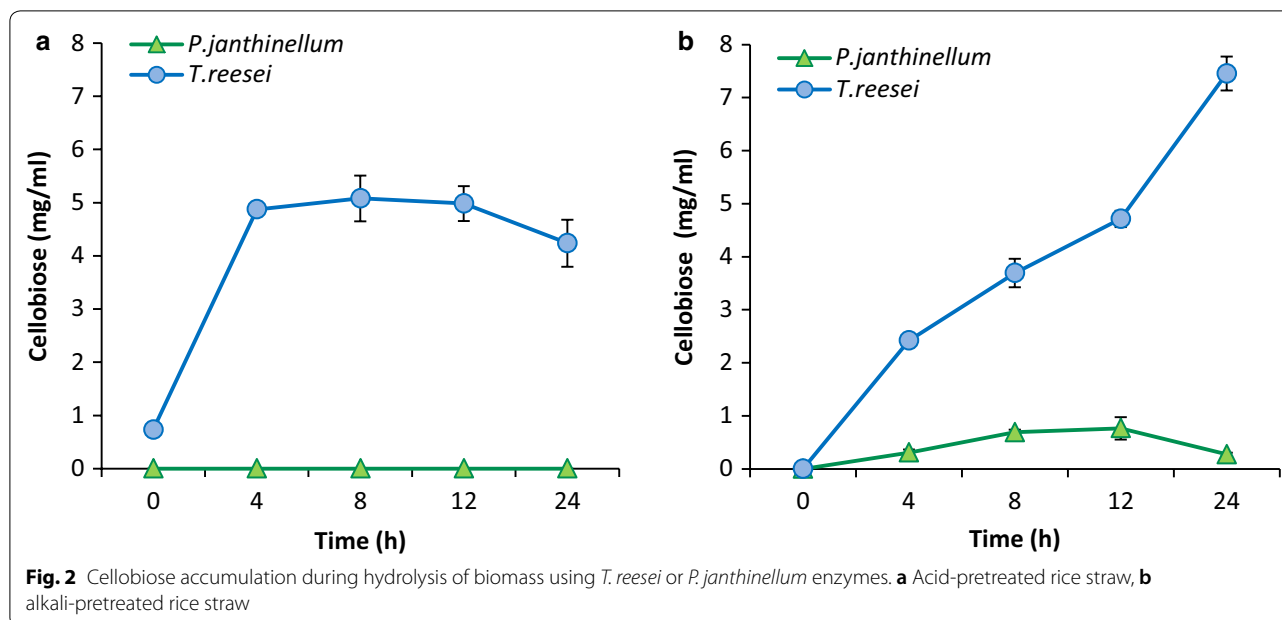 a
P.janthinellum
T.reesei
8
7
6
5
4
3
2
1
0
Cellobiose (mg/ml)
0 4 8 12 24
Time (h)
b
P.janthinellum
T.reesei
8
7
6
5
4
3
2
1
0
Cellobiose (mg/ml)
0 4 8 12 24
Time (h)
Fig. 2 Cellobiose accumulation during hydrolysis of biomass using T. reesei or P. janthinellum enzymes. a Acid-pretreated rice straw, b
alkali-pretreated rice straw